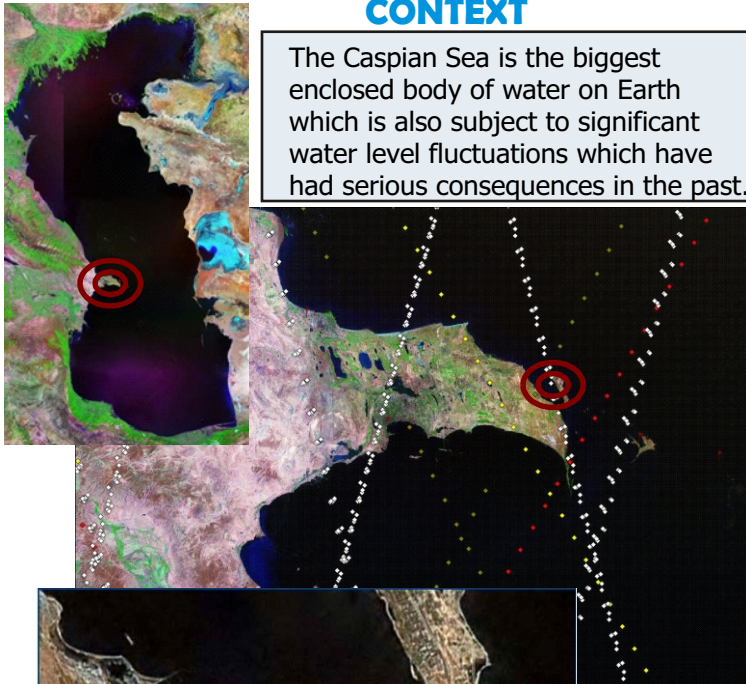 CONTEXT
The Caspian Sea is the biggest
enclosed body of water on Earth
which is also subject to significant
water level fluctuations which have
had serious consequences in the past.